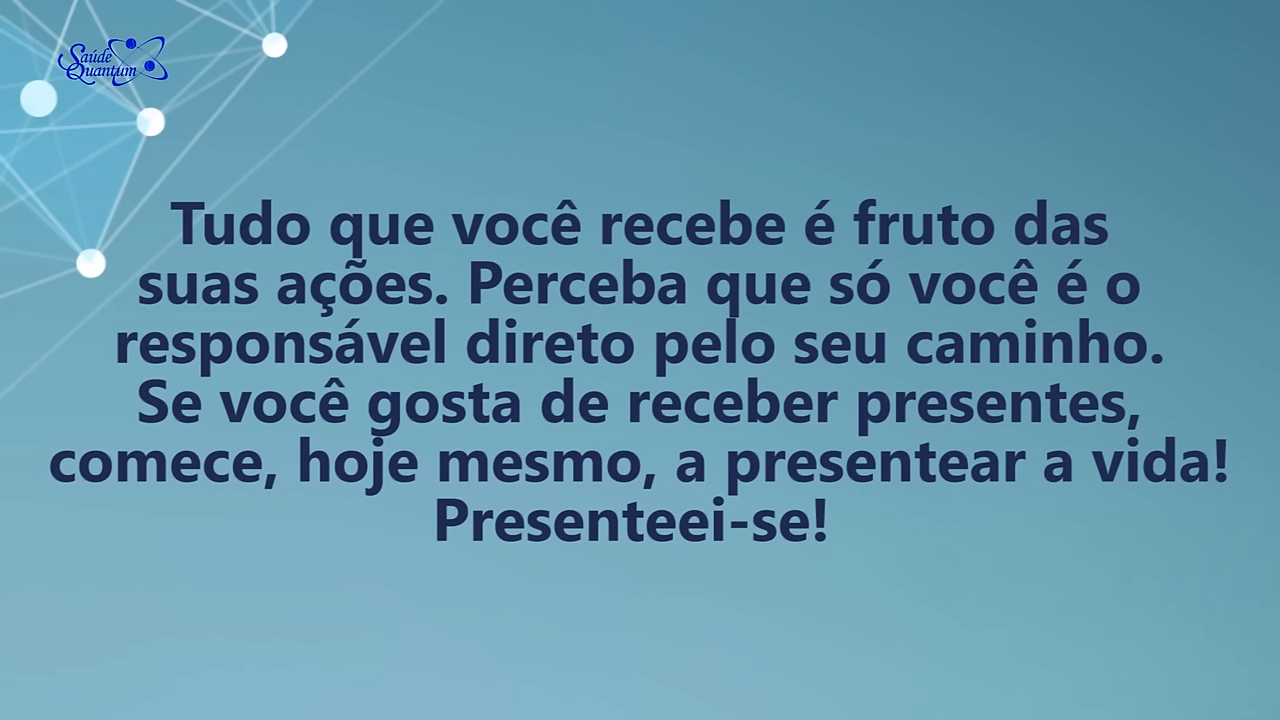 Saúde
Quantum
Tudo que você recebe é fruto das
suas ações. Perceba que só você é o
responsável direto pelo seu caminho.
Se você gosta de receber presentes,
comece, hoje mesmo, a presentear a vida!
Presenteei-se!